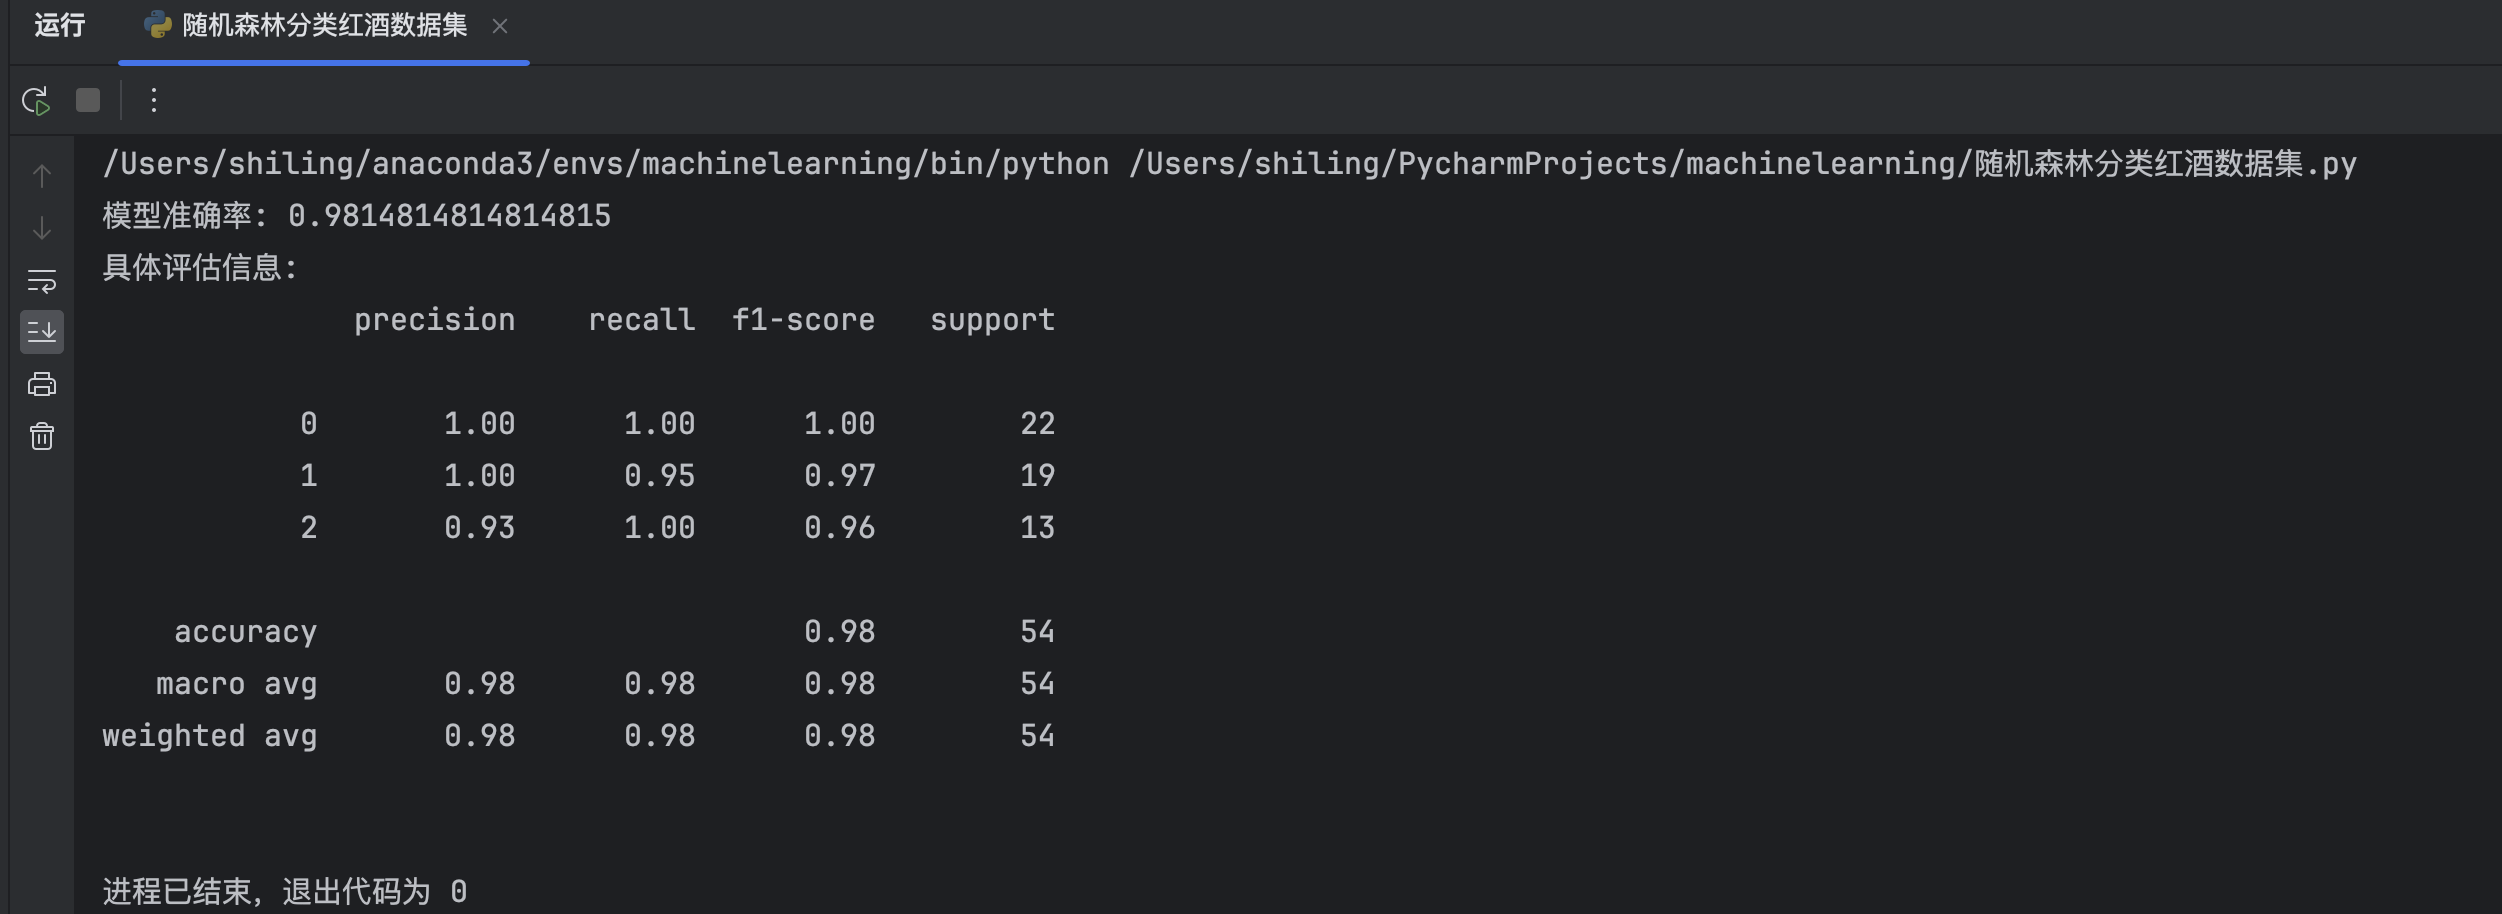 运行 随机森林分类红酒数据集
/Users/shiling/anaconda3/envs/machinelearning/bin/python /Users/shiling/PycharmProjects/machinelearning/随机森林分类红酒数据集.py
模型准确率: 0.9814814814814815
具体评估信息:
precision recall f1-score support
0 1.00 1.00 1.00 22
1 1.00 0.95 0.97 19
2 0.93 1.00 0.96 13
accuracy 0.98 54
macro avg 0.98 0.98 0.98 54
weighted avg 0.98 0.98 0.98 54
进程已结束,退出代码为 0